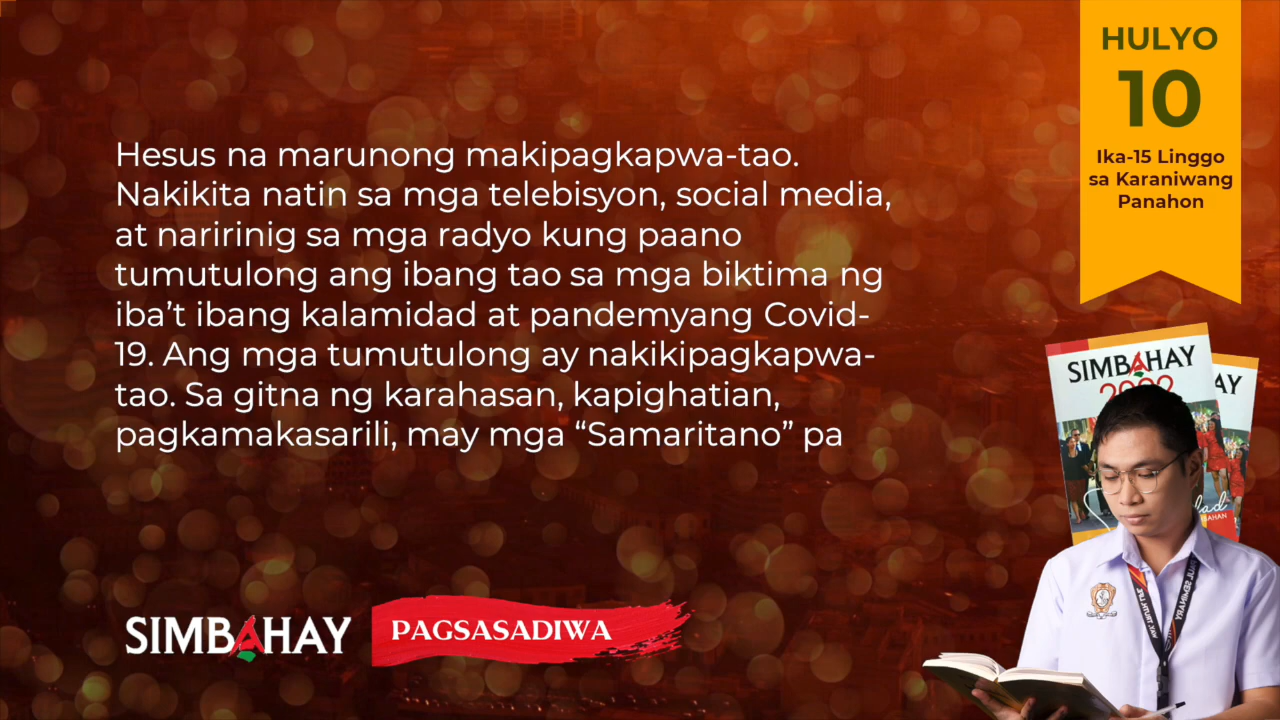 HULYO
10
Ika-15 Linggo
sa Karaniwang
Panahon
Hesus na marunong makipagkapwa-tao.
Nakikita natin sa mga telebisyon, social media,
at naririnig sa mga radyo kung paano
tumutulong ang ibang tao sa mga biktima ng
iba’t ibang kalamidad at pandemyang Covid-
19. Ang mga tumutulong ay nakikipagkapwa-
tao. Sa gitna ng karahasan, kapighatian,
pagkamakasarili, may mga “Samaritano” pa
SIMBAHAY
SIMBAHAY
PAGSASADIWA